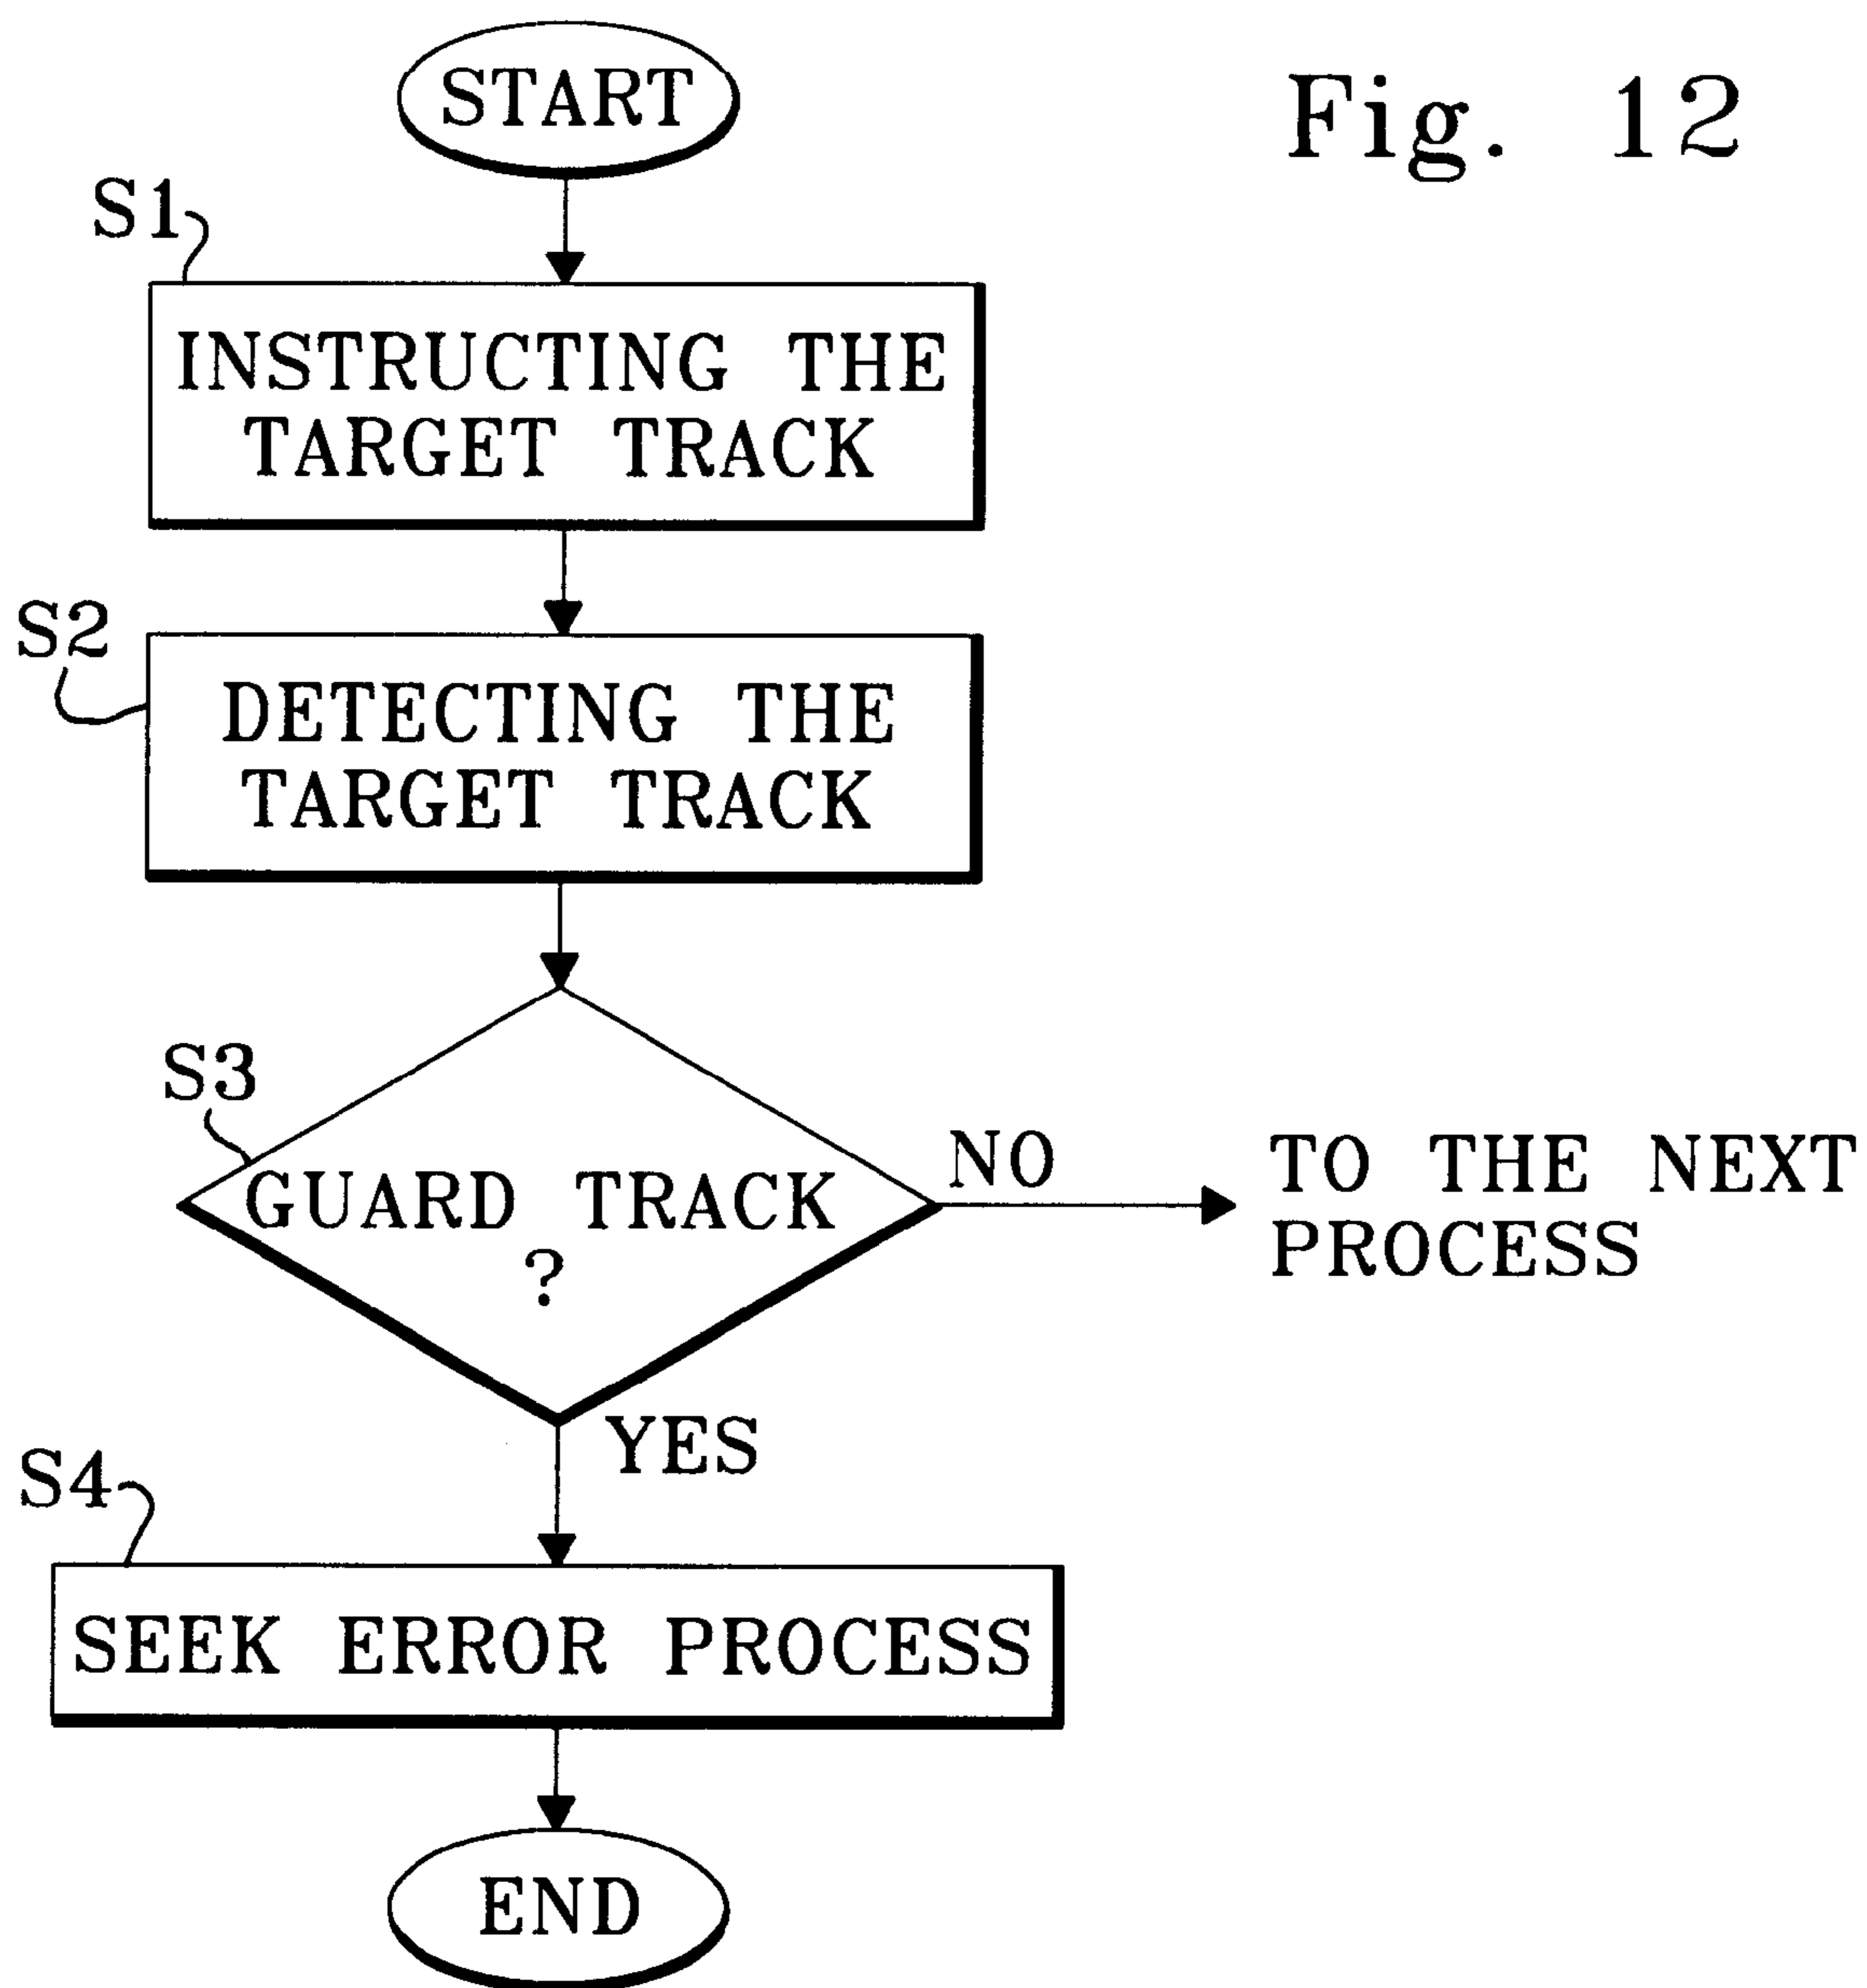 START
Fig. 12
S1
INSTRUCTING THE
TARGET TRACK
S2
DETECTING THE
TARGET TRACK
S3
GUARD TRACK
?
NO
TO THE NEXT
PROCESS
YES
S4
SEEK ERROR PROCESS
END